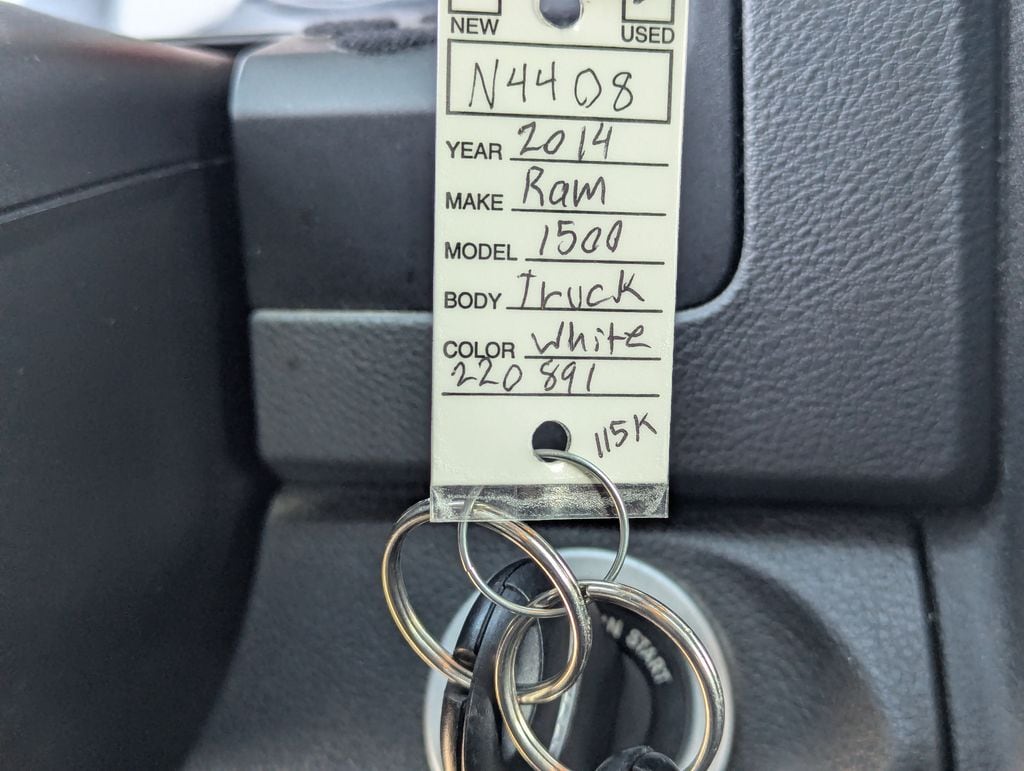 NEW USED
N4408
YEAR 2014
MAKE Ram
MODEL 1500
BODY Truck
COLOR White
220891
115K
START